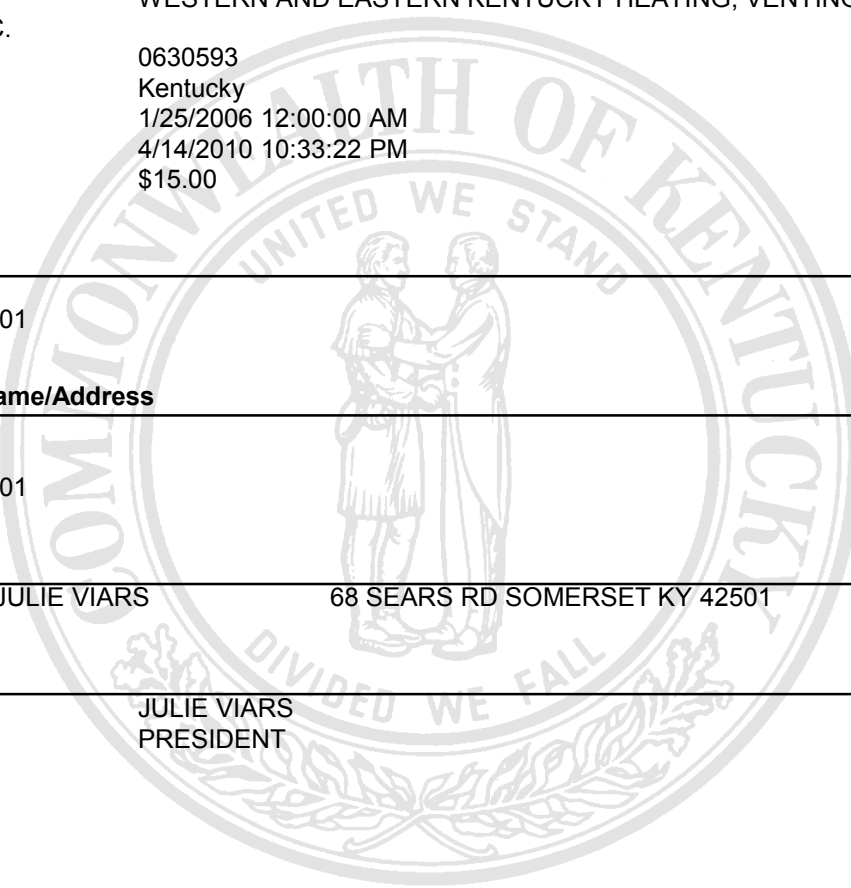 WESTERN AND EASTERN KENTUCKY HEATING, VENTING
C.
0630593
Kentucky
1/25/2006 12:00:00 AM
4/14/2010 10:33:22 PM
$15.00
COMMONWEALTH OF KENTUCKY
UNITED WE STAND
01
ame/Address
01
JULIE VIARS 68 SEARS RD SOMERSET KY 42501
DIVIDED WE FALL
JULIE VIARS
PRESIDENT